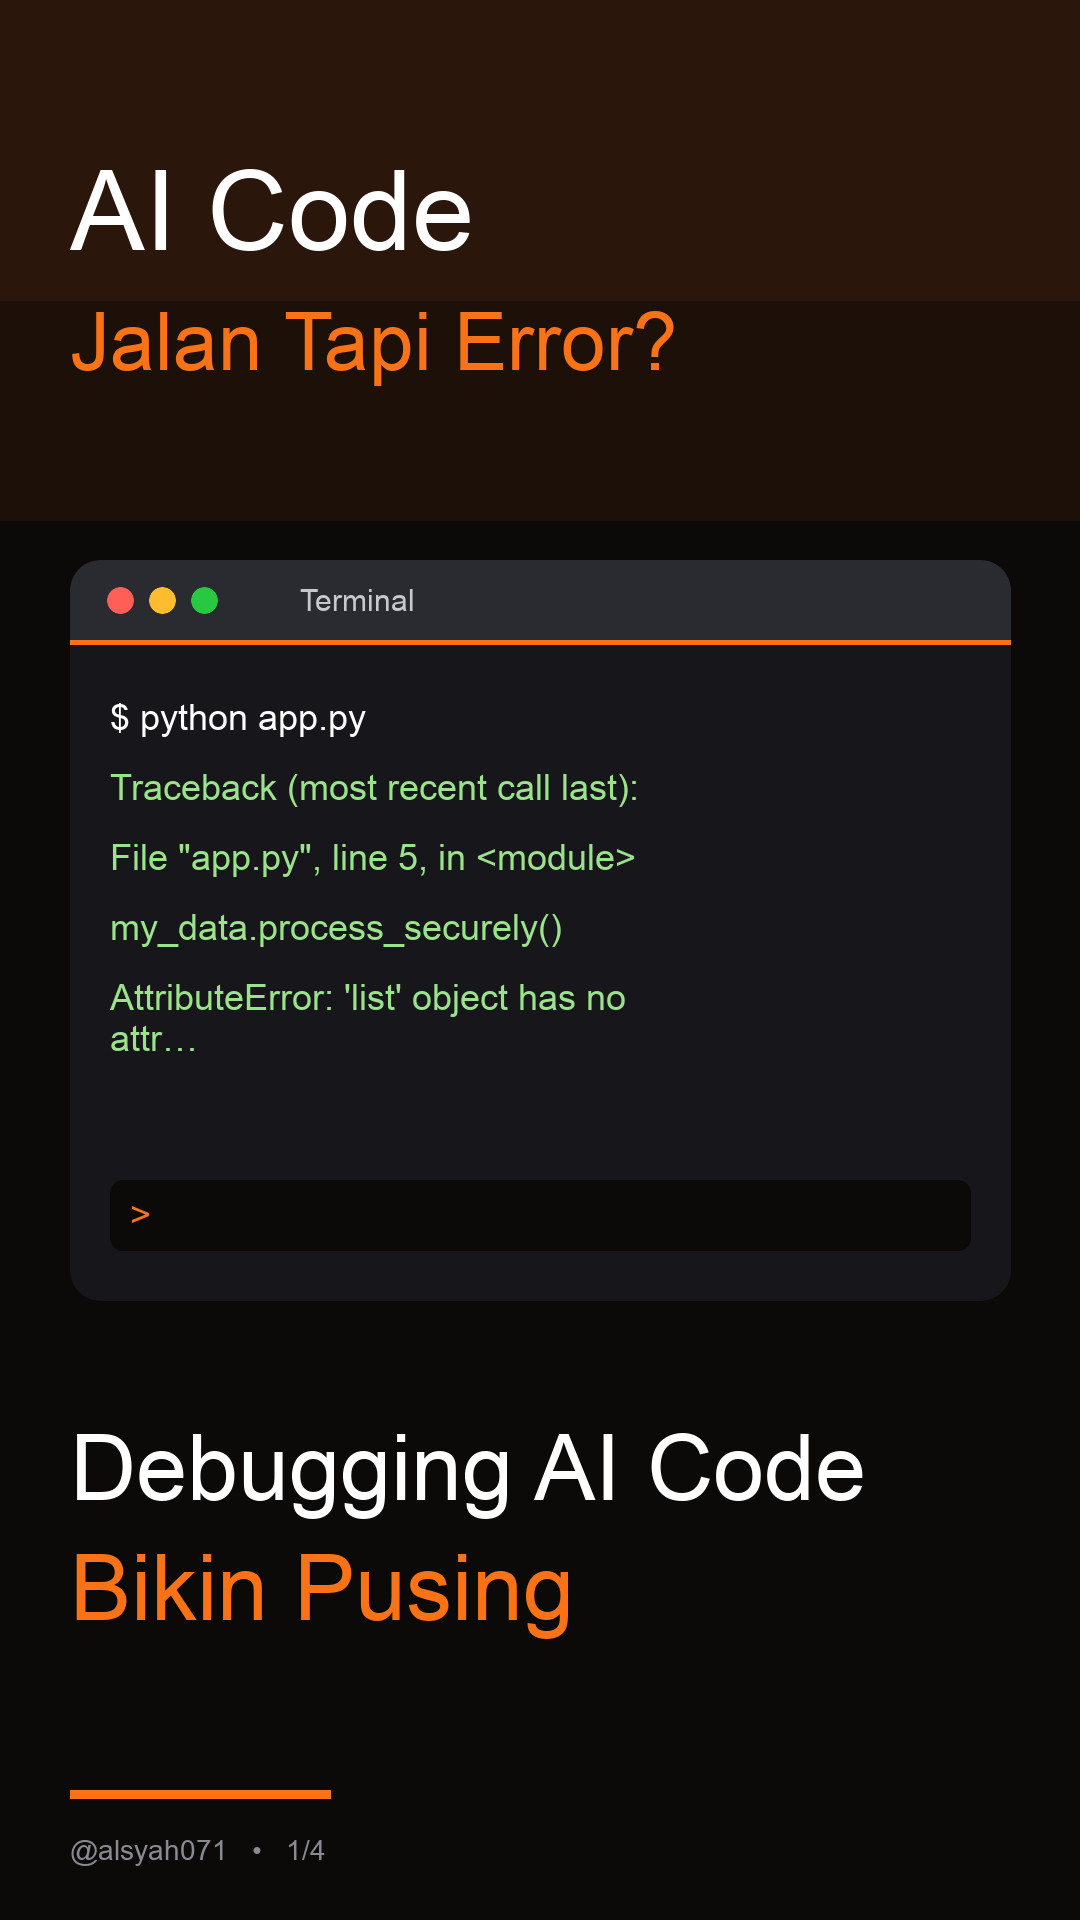 AI Code
Jalan Tapi Error?
Terminal
$ python app.py
Traceback (most recent call last):
File "app.py", line 5, in <module>
my_data.process_securely()
AttributeError: 'list' object has no
attr…
>
Debugging AI Code
Bikin Pusing
@alsyah071 • 1/4